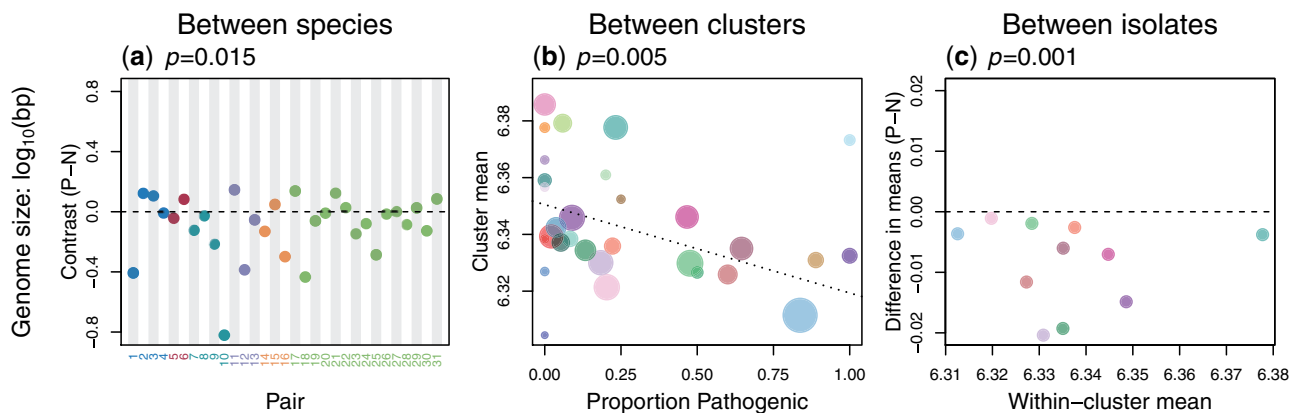 Between species
Between clusters
Between isolates
(a) p=0.015
(b) p=0.005
(c) p=0.001
Genome size: log10(bp)
Contrast (P−N)
0.8
0.4
0.0
−0.4
−0.8
1 2 3 4 5 6 7 8 9 10 11 12 13 14 15 16 17 18 19 20 21 22 23 24 25 26 27 28 29 30 31
Pair
Cluster mean
6.38
6.36
6.34
6.32
0.00 0.25 0.50 0.75 1.00
Proportion Pathogenic
Difference in means (P−N)
0.02
0.01
0.00
−0.01
−0.02
6.31 6.32 6.33 6.34 6.35 6.36 6.37 6.38
Within−cluster mean